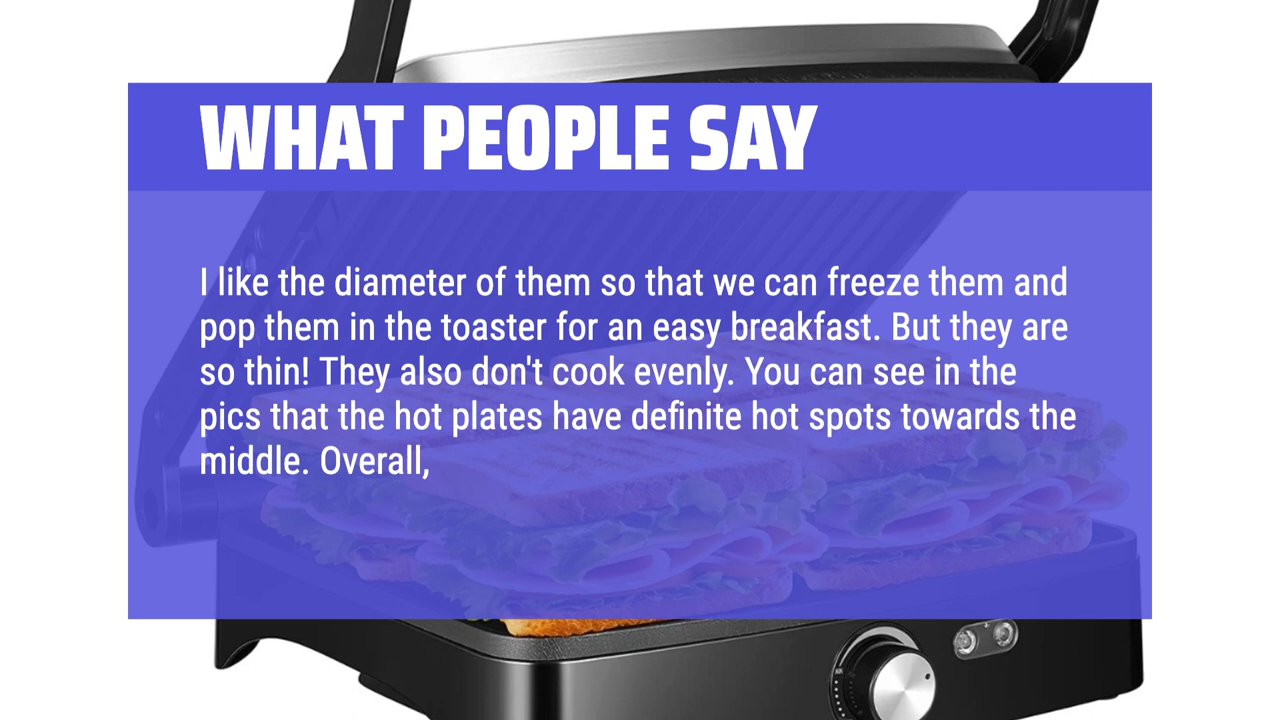 WHAT PEOPLE SAY
I like the diameter of them so that we can freeze them and
pop them in the toaster for an easy breakfast. But they are
so thin! They also don't cook evenly. You can see in the
pics that the hot plates have definite hot spots towards the
middle. Overall,